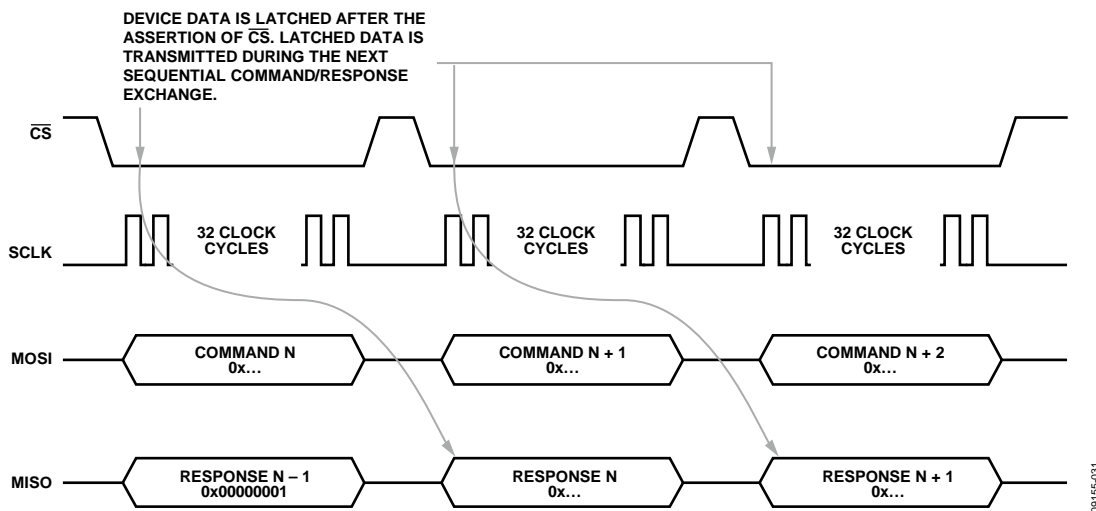 DEVICE DATA IS LATCHED AFTER THE
ASSERTION OF C̅S̅. LATCHED DATA IS
TRANSMITTED DURING THE NEXT
SEQUENTIAL COMMAND/RESPONSE
EXCHANGE.
C̅S̅
SCLK
32 CLOCK
CYCLES
32 CLOCK
CYCLES
32 CLOCK
CYCLES
MOSI
COMMAND N
0x…
COMMAND N + 1
0x…
COMMAND N + 2
0x…
MISO
RESPONSE N – 1
0x00000001
RESPONSE N
0x…
RESPONSE N + 1
0x…
09155-031